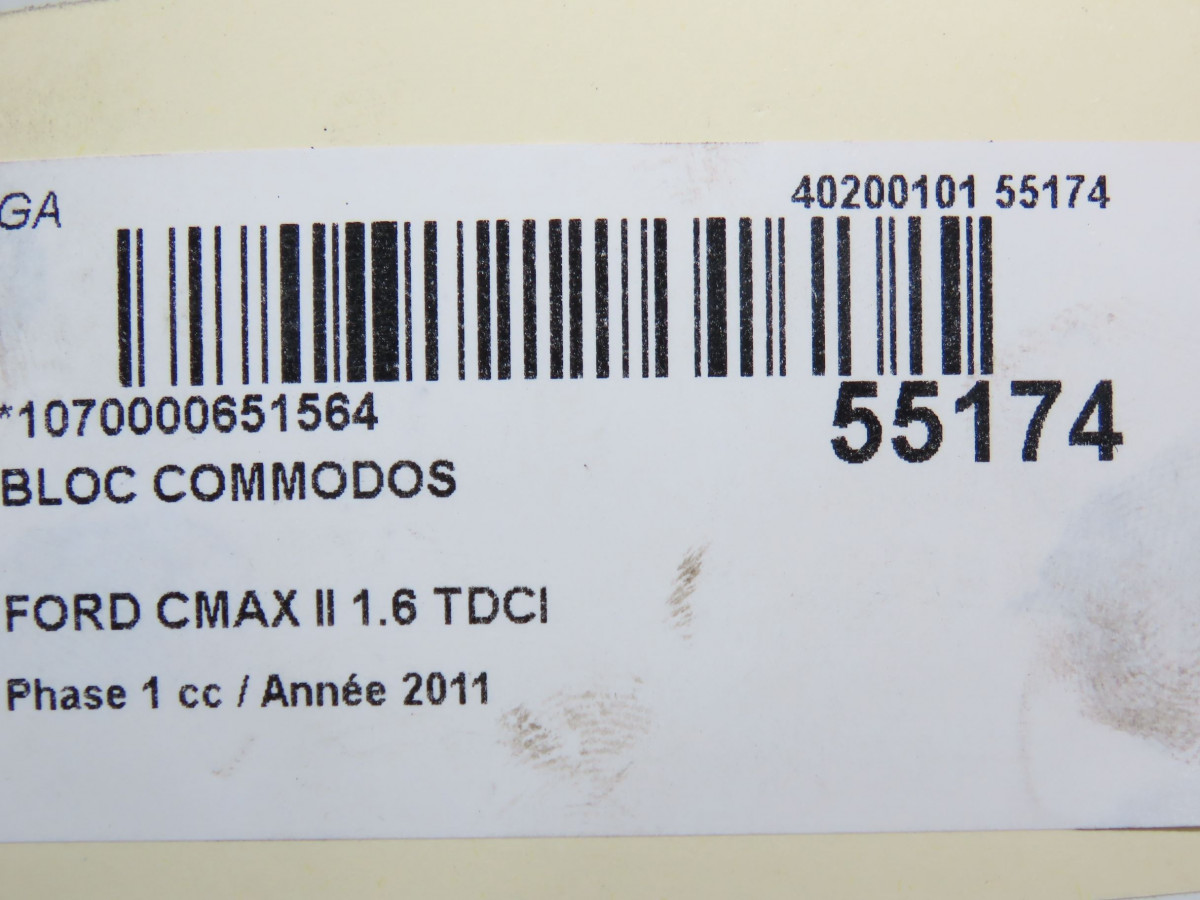 GA
40200101 55174
*1070000651564
55174
BLOC COMMODOS
FORD CMAX II 1.6 TDCI
Phase 1 cc / Année 2011